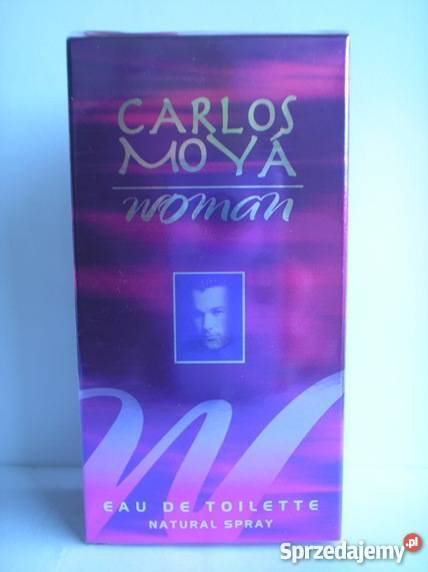 CARLOS
MOYÁ
woman
W
EAU DE TOILETTE
NATURAL SPRAY
Sprzedajemy.pl